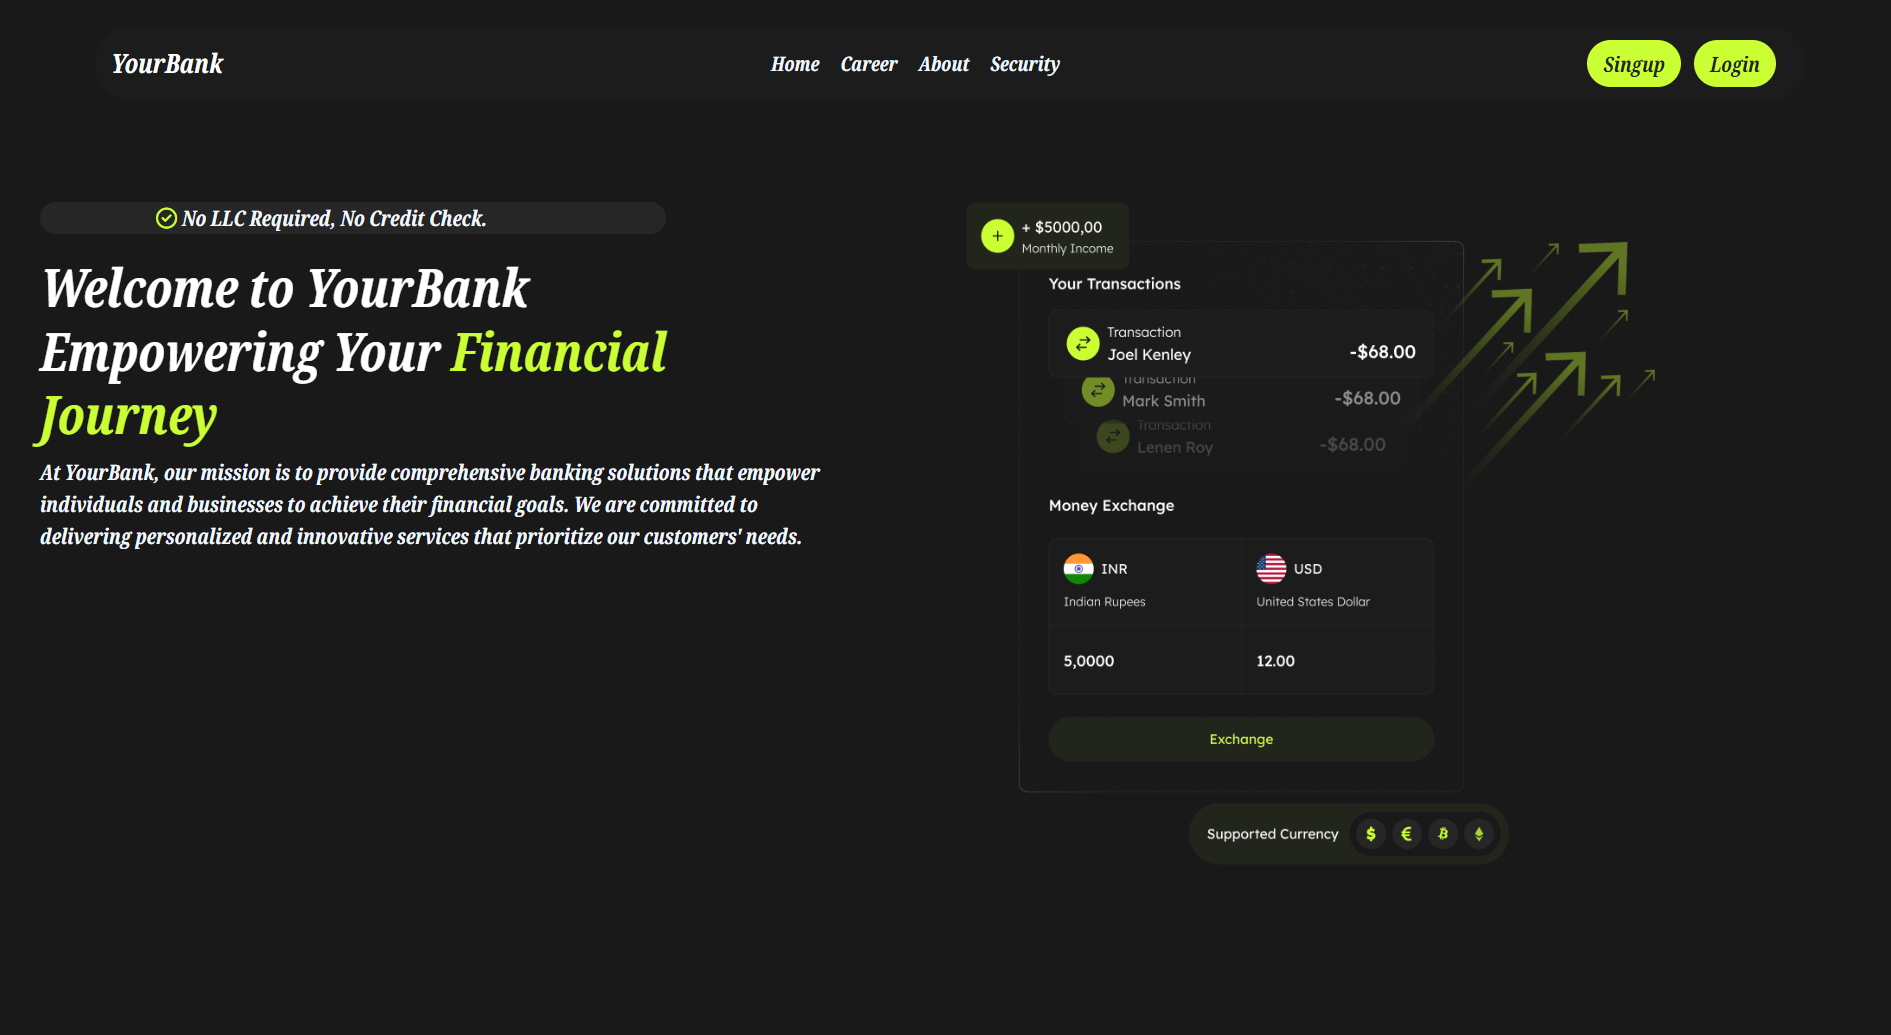 YourBank
Home Career About Security
Singup Login
No LLC Required, No Credit Check.
Welcome to YourBank
Empowering Your Financial
Journey
At YourBank, our mission is to provide comprehensive banking solutions that empower
individuals and businesses to achieve their financial goals. We are committed to
delivering personalized and innovative services that prioritize our customers' needs.
+ $5000,00
Monthly Income
Your Transactions
Transaction
Joel Kenley -$68.00
Transaction
Mark Smith -$68.00
Transaction
Lenen Roy -$68.00
Money Exchange
INR USD
Indian Rupees United States Dollar
5,0000 12.00
Exchange
Supported Currency $ € ₿